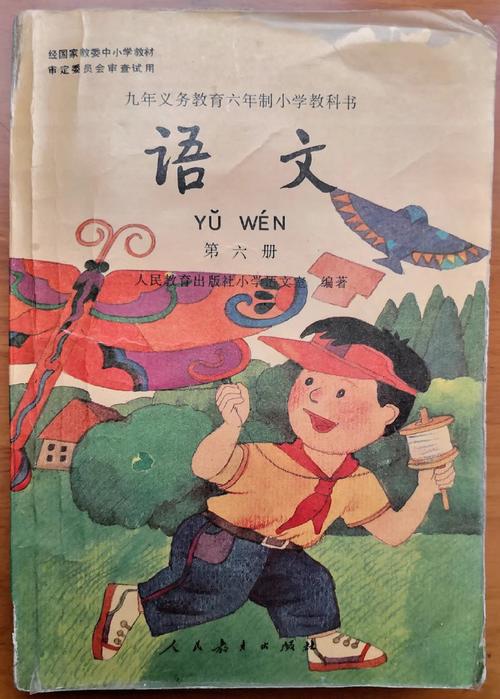 经国家教委中小学教材
审定委员会审查试用
九年义务教育六年制小学教科书
语文
YǓ WÉN
第六册
人民教育出版社小学语文室 编著
人民教育出版社